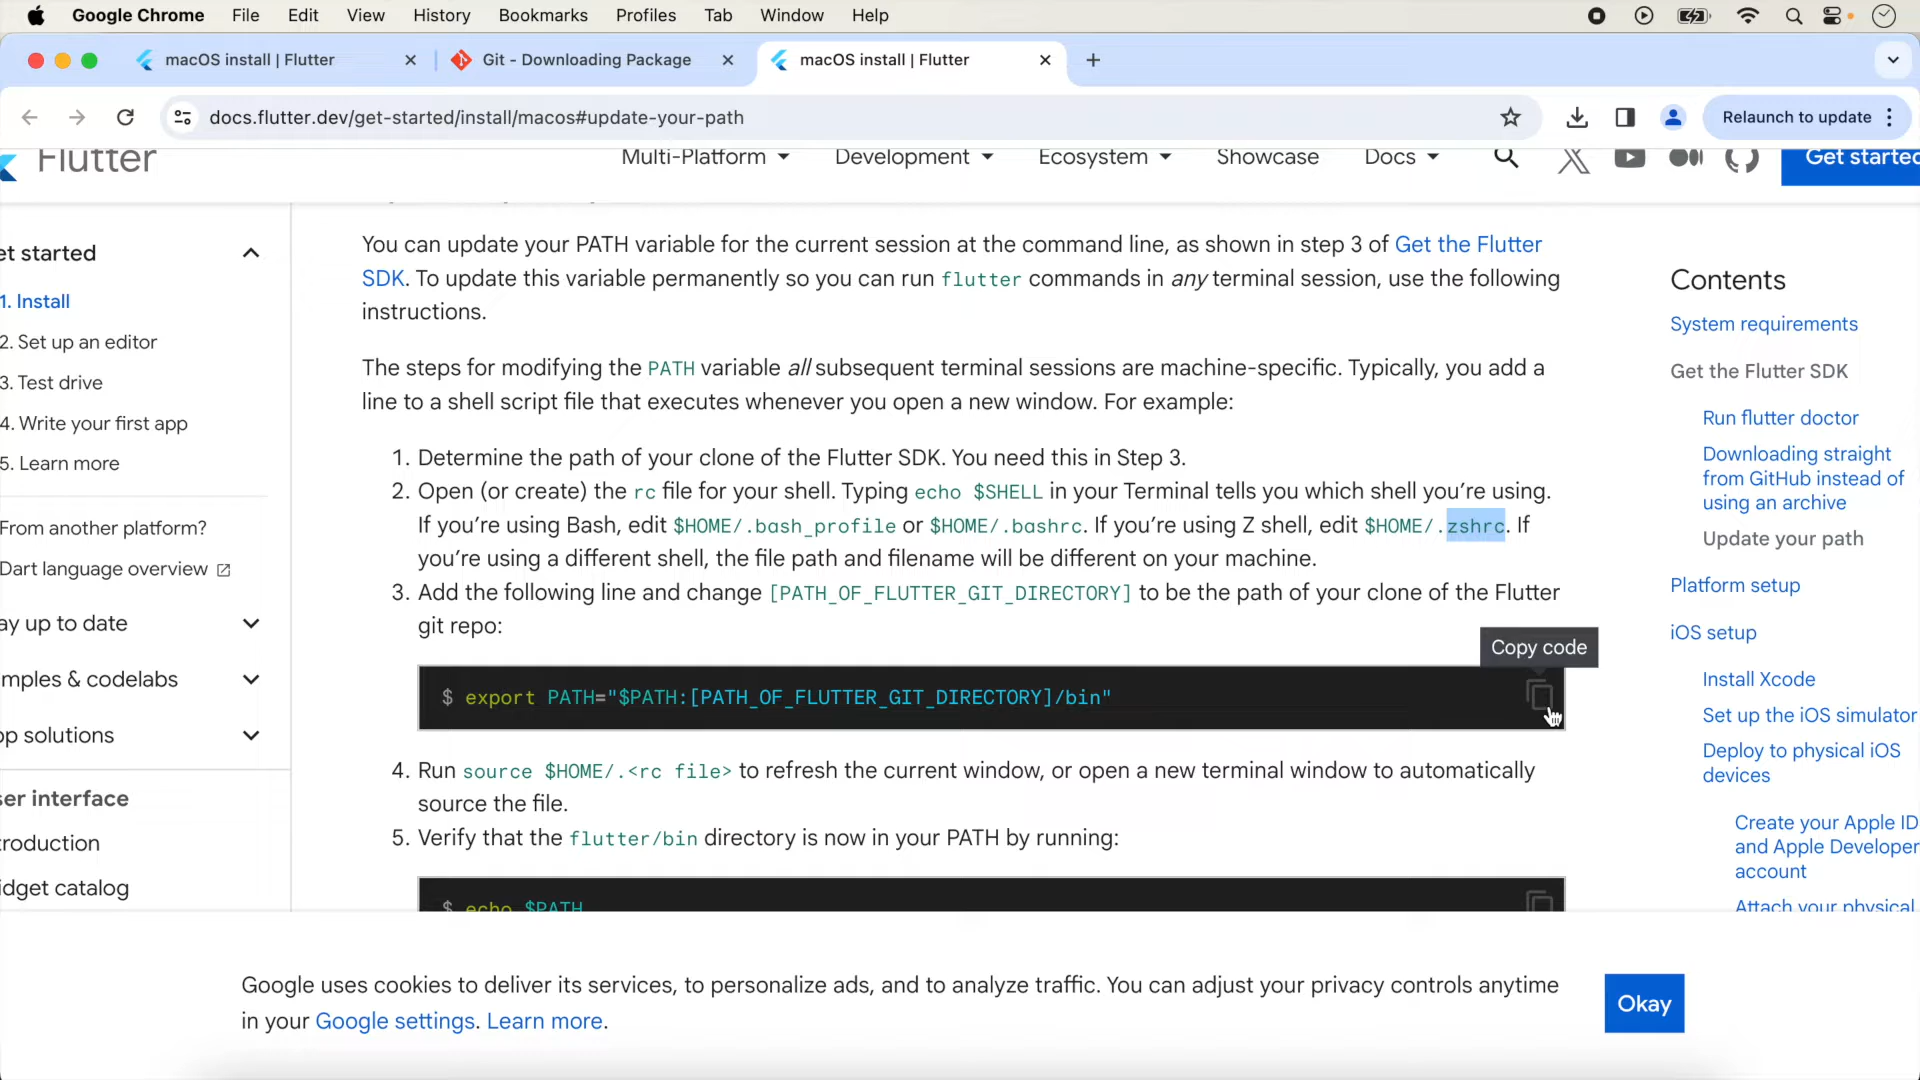 Google Chrome File Edit View History Bookmarks Profiles Tab Window Help
macOS install | Flutter
Git - Downloading Package
macOS install | Flutter
docs.flutter.dev/get-started/install/macos#update-your-path
Relaunch to update
Flutter
Multi-Platform Development Ecosystem Showcase Docs
Get started
et started
1. Install
2. Set up an editor
3. Test drive
4. Write your first app
5. Learn more
From another platform?
Dart language overview
ay up to date
mples & codelabs
pp solutions
ser interface
troduction
idget catalog
You can update your PATH variable for the current session at the command line, as shown in step 3 of Get the Flutter
SDK. To update this variable permanently so you can run flutter commands in any terminal session, use the following
instructions.
The steps for modifying the PATH variable all subsequent terminal sessions are machine-specific. Typically, you add a
line to a shell script file that executes whenever you open a new window. For example:
1. Determine the path of your clone of the Flutter SDK. You need this in Step 3.
2. Open (or create) the rc file for your shell. Typing echo $SHELL in your Terminal tells you which shell you’re using.
If you’re using Bash, edit $HOME/.bash_profile or $HOME/.bashrc. If you’re using Z shell, edit $HOME/.zshrc. If
you’re using a different shell, the file path and filename will be different on your machine.
3. Add the following line and change [PATH_OF_FLUTTER_GIT_DIRECTORY] to be the path of your clone of the Flutter
git repo:
Copy code
$ export PATH="$PATH:[PATH_OF_FLUTTER_GIT_DIRECTORY]/bin"
4. Run source $HOME/.<rc file> to refresh the current window, or open a new terminal window to automatically
source the file.
5. Verify that the flutter/bin directory is now in your PATH by running:
$ echo $PATH
Contents
System requirements
Get the Flutter SDK
Run flutter doctor
Downloading straight
from GitHub instead of
using an archive
Update your path
Platform setup
iOS setup
Install Xcode
Set up the iOS simulator
Deploy to physical iOS
devices
Create your Apple ID
and Apple Developer
account
Attach your physical
Google uses cookies to deliver its services, to personalize ads, and to analyze traffic. You can adjust your privacy controls anytime
in your Google settings. Learn more.
Okay